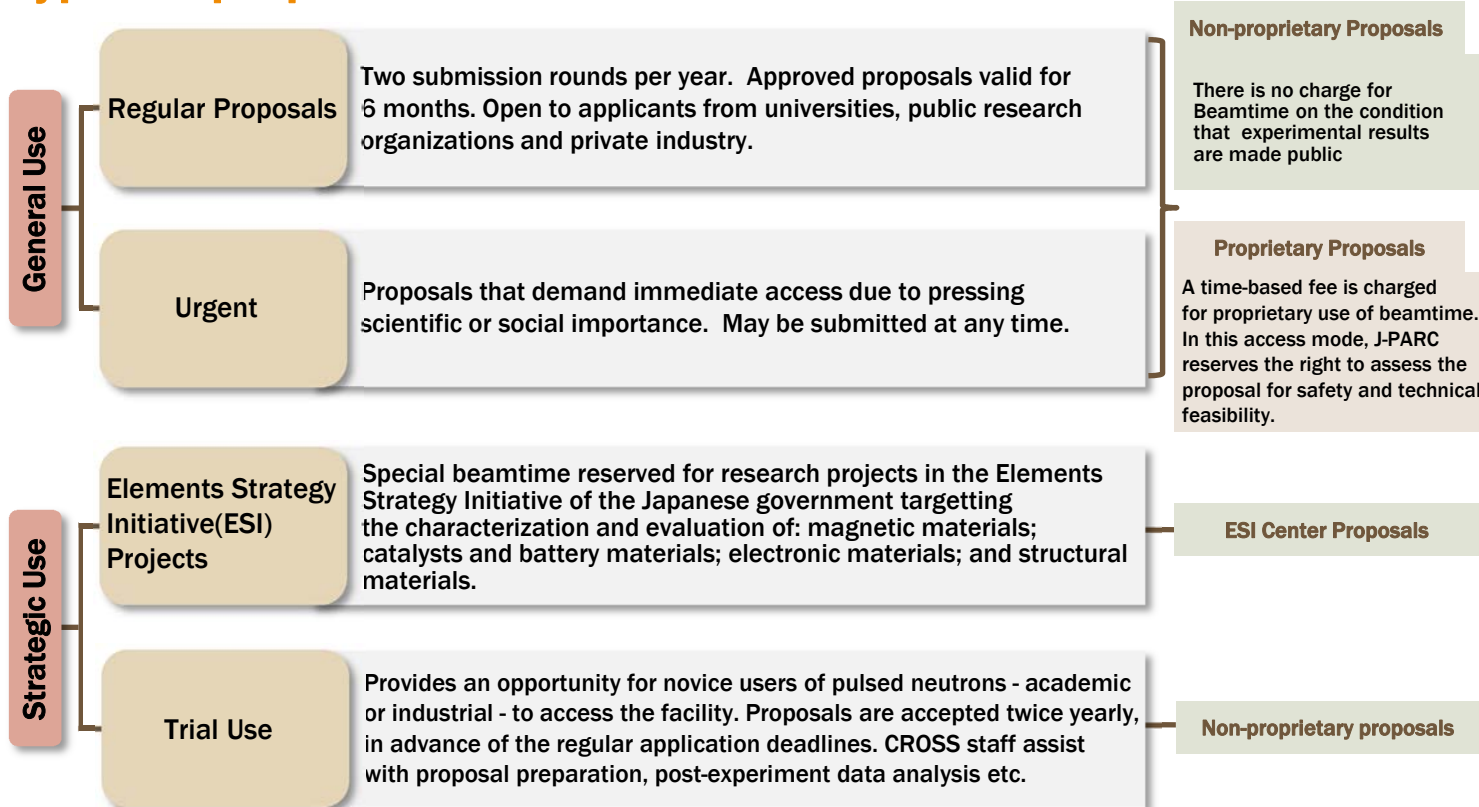 General Use
Regular Proposals
Two submission rounds per year. Approved proposals valid for
6 months. Open to applicants from universities, public research
organizations and private industry.
Urgent
Proposals that demand immediate access due to pressing
scientific or social importance. May be submitted at any time.
Non-proprietary Proposals
There is no charge for
Beamtime on the condition
that experimental results
are made public
Proprietary Proposals
A time-based fee is charged
for proprietary use of beamtime.
In this access mode, J-PARC
reserves the right to assess the
proposal for safety and technical
feasibility.
Strategic Use
Elements Strategy
Initiative(ESI)
Projects
Special beamtime reserved for research projects in the Elements
Strategy Initiative of the Japanese government targetting
the characterization and evaluation of: magnetic materials;
catalysts and battery materials; electronic materials; and structural
materials.
ESI Center Proposals
Trial Use
Provides an opportunity for novice users of pulsed neutrons - academic
or industrial - to access the facility. Proposals are accepted twice yearly,
in advance of the regular application deadlines. CROSS staff assist
with proposal preparation, post-experiment data analysis etc.
Non-proprietary proposals